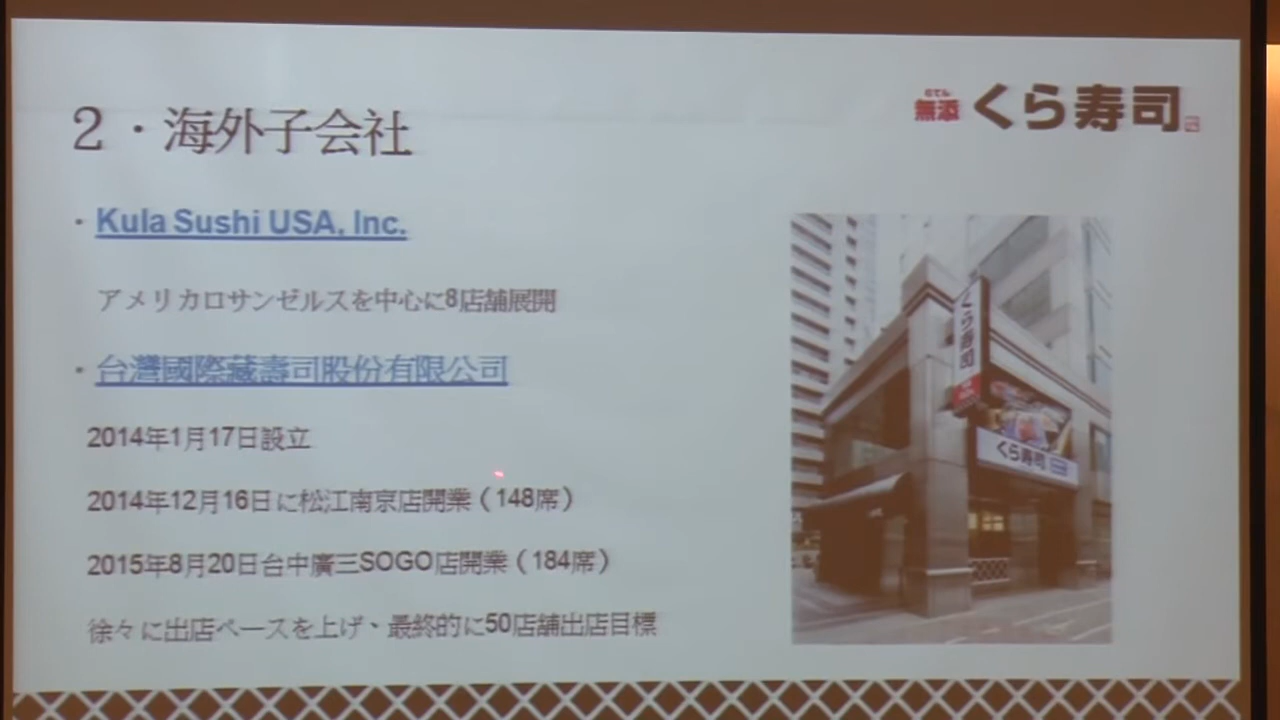 むてん
無添 くら寿司
2・海外子会社
・Kula Sushi USA, Inc.
アメリカロサンゼルスを中心に8店舗展開
・台灣國際藏壽司股份有限公司
2014年1月17日設立
2014年12月16日に松江南京店開業（148席）
2015年8月20日台中廣三SOGO店開業（184席）
徐々に出店ペースを上げ、最終的に50店舗出店目標
くら寿司
くら寿司